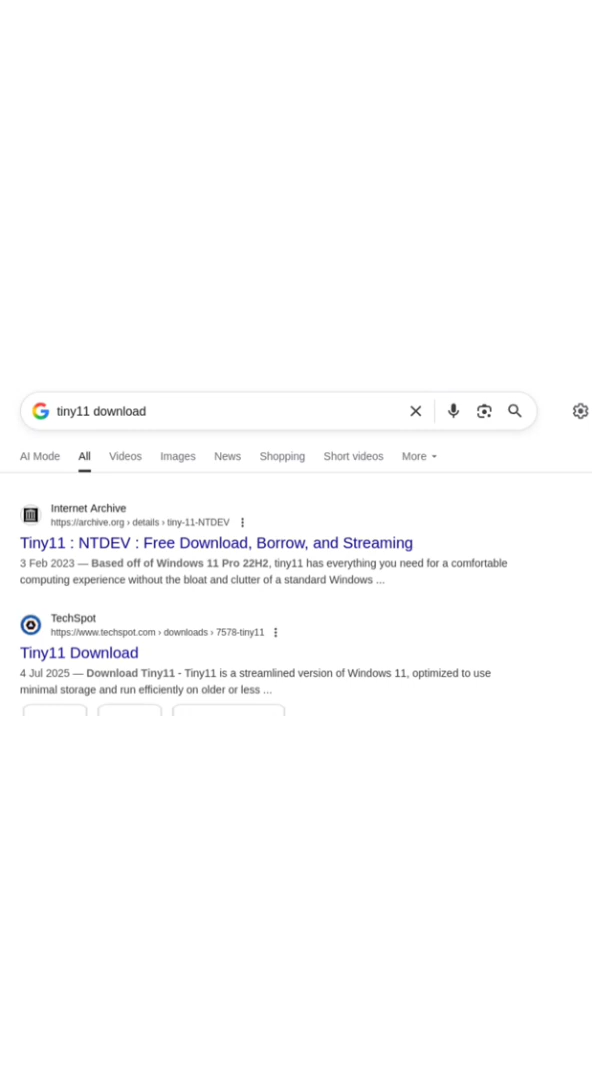 tiny11 download
AI Mode All Videos Images News Shopping Short videos More
Internet Archive
https://archive.org › details › tiny-11-NTDEV
Tiny11 : NTDEV : Free Download, Borrow, and Streaming
3 Feb 2023 — Based off of Windows 11 Pro 22H2, tiny11 has everything you need for a comfortable
computing experience without the bloat and clutter of a standard Windows ...
TechSpot
https://www.techspot.com › downloads › 7578-tiny11
Tiny11 Download
4 Jul 2025 — Download Tiny11 - Tiny11 is a streamlined version of Windows 11, optimized to use
minimal storage and run efficiently on older or less ...